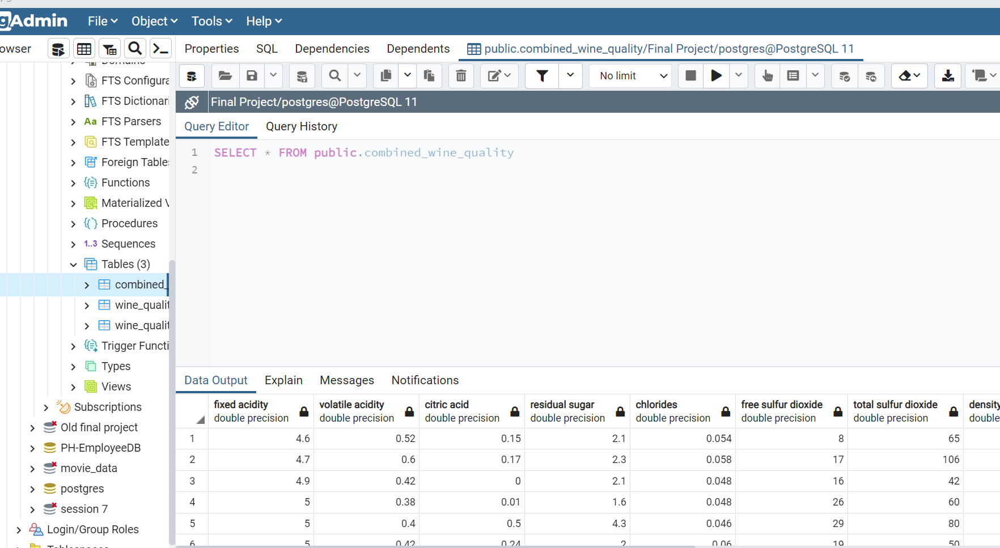 gAdmin File Object Tools Help
owser Properties SQL Dependencies Dependents public.combined_wine_quality/Final Project/postgres@PostgreSQL 11
No limit
Final Project/postgres@PostgreSQL 11
Query Editor Query History
1 SELECT * FROM public.combined_wine_quality
2
Domains
FTS Configura
FTS Dictionari
Aa FTS Parsers
FTS Template
Foreign Table
Functions
Materialized V
Procedures
1..3 Sequences
Tables (3)
combined_
wine_qualit
wine_qualit
Trigger Functi
Types
Views
Subscriptions
Old final project
PH-EmployeeDB
movie_data
postgres
session 7
Login/Group Roles
Tablespaces
Data Output Explain Messages Notifications
fixed acidity volatile acidity citric acid residual sugar chlorides free sulfur dioxide total sulfur dioxide density
double precision double precision double precision double precision double precision double precision double precision double
1 4.6 0.52 0.15 2.1 0.054 8 65
2 4.7 0.6 0.17 2.3 0.058 17 106
3 4.9 0.42 0 2.1 0.048 16 42
4 5 0.38 0.01 1.6 0.048 26 60
5 5 0.4 0.5 4.3 0.046 29 80
6 5 0.42 0.24 2 0.06 19 50